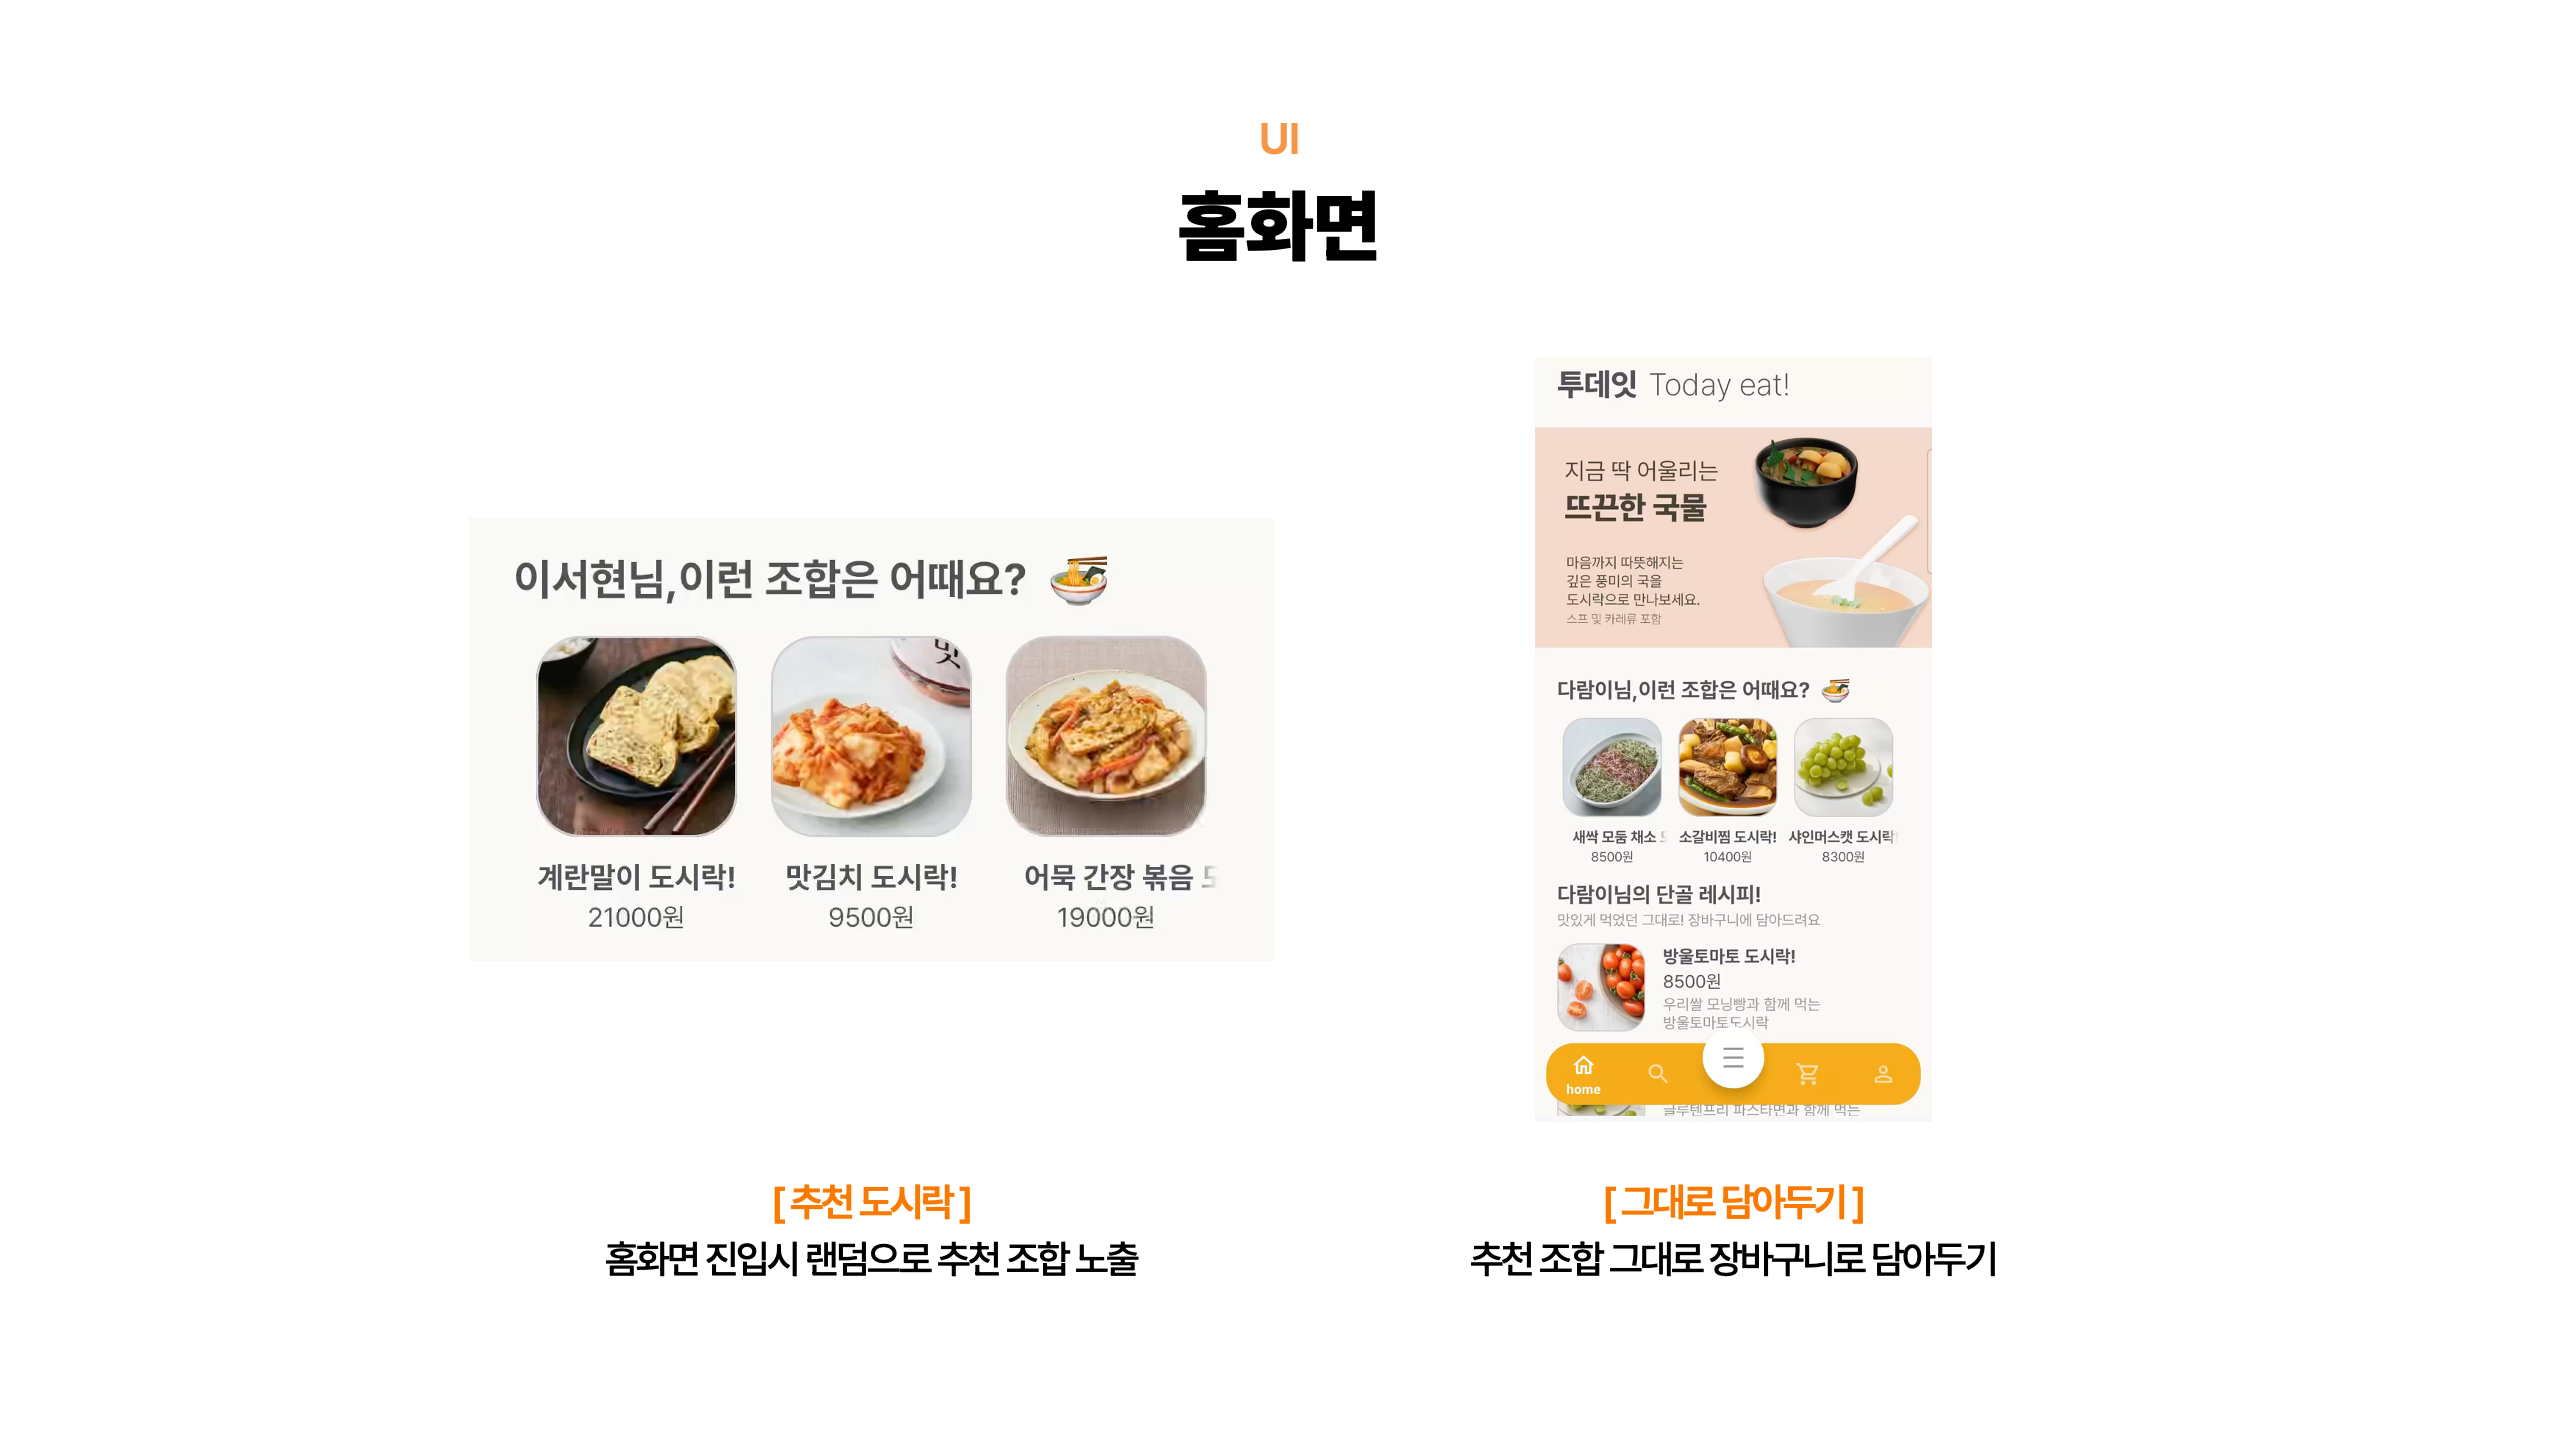 UI
홈화면
이서현님,이런 조합은 어때요?
맛
계란말이 도시락!
21000원
맛김치 도시락!
9500원
어묵 간장 볶음
19000원
[ 추천 도시락 ]
홈화면 진입시 랜덤으로 추천 조합 노출
투데잇 Today eat!
지금 딱 어울리는
뜨끈한 국물
마음까지 따뜻해지는
깊은 풍미의 국을
도시락으로 만나보세요.
스프 및 카레류 포함
다람이님,이런 조합은 어때요?
새싹 모둠 채소
8500원
소갈비찜 도시락!
10400원
샤인머스캣 도시락!
8300원
다람이님의 단골 레시피!
맛있게 먹었던 그대로! 장바구니에 담아드려요
방울토마토 도시락!
8500원
우리쌀 모닝빵과 함께 먹는
방울토마토도시락
home
글루텐프리 파스타면과 함께 먹는
[ 그대로 담아두기 ]
추천 조합 그대로 장바구니로 담아두기